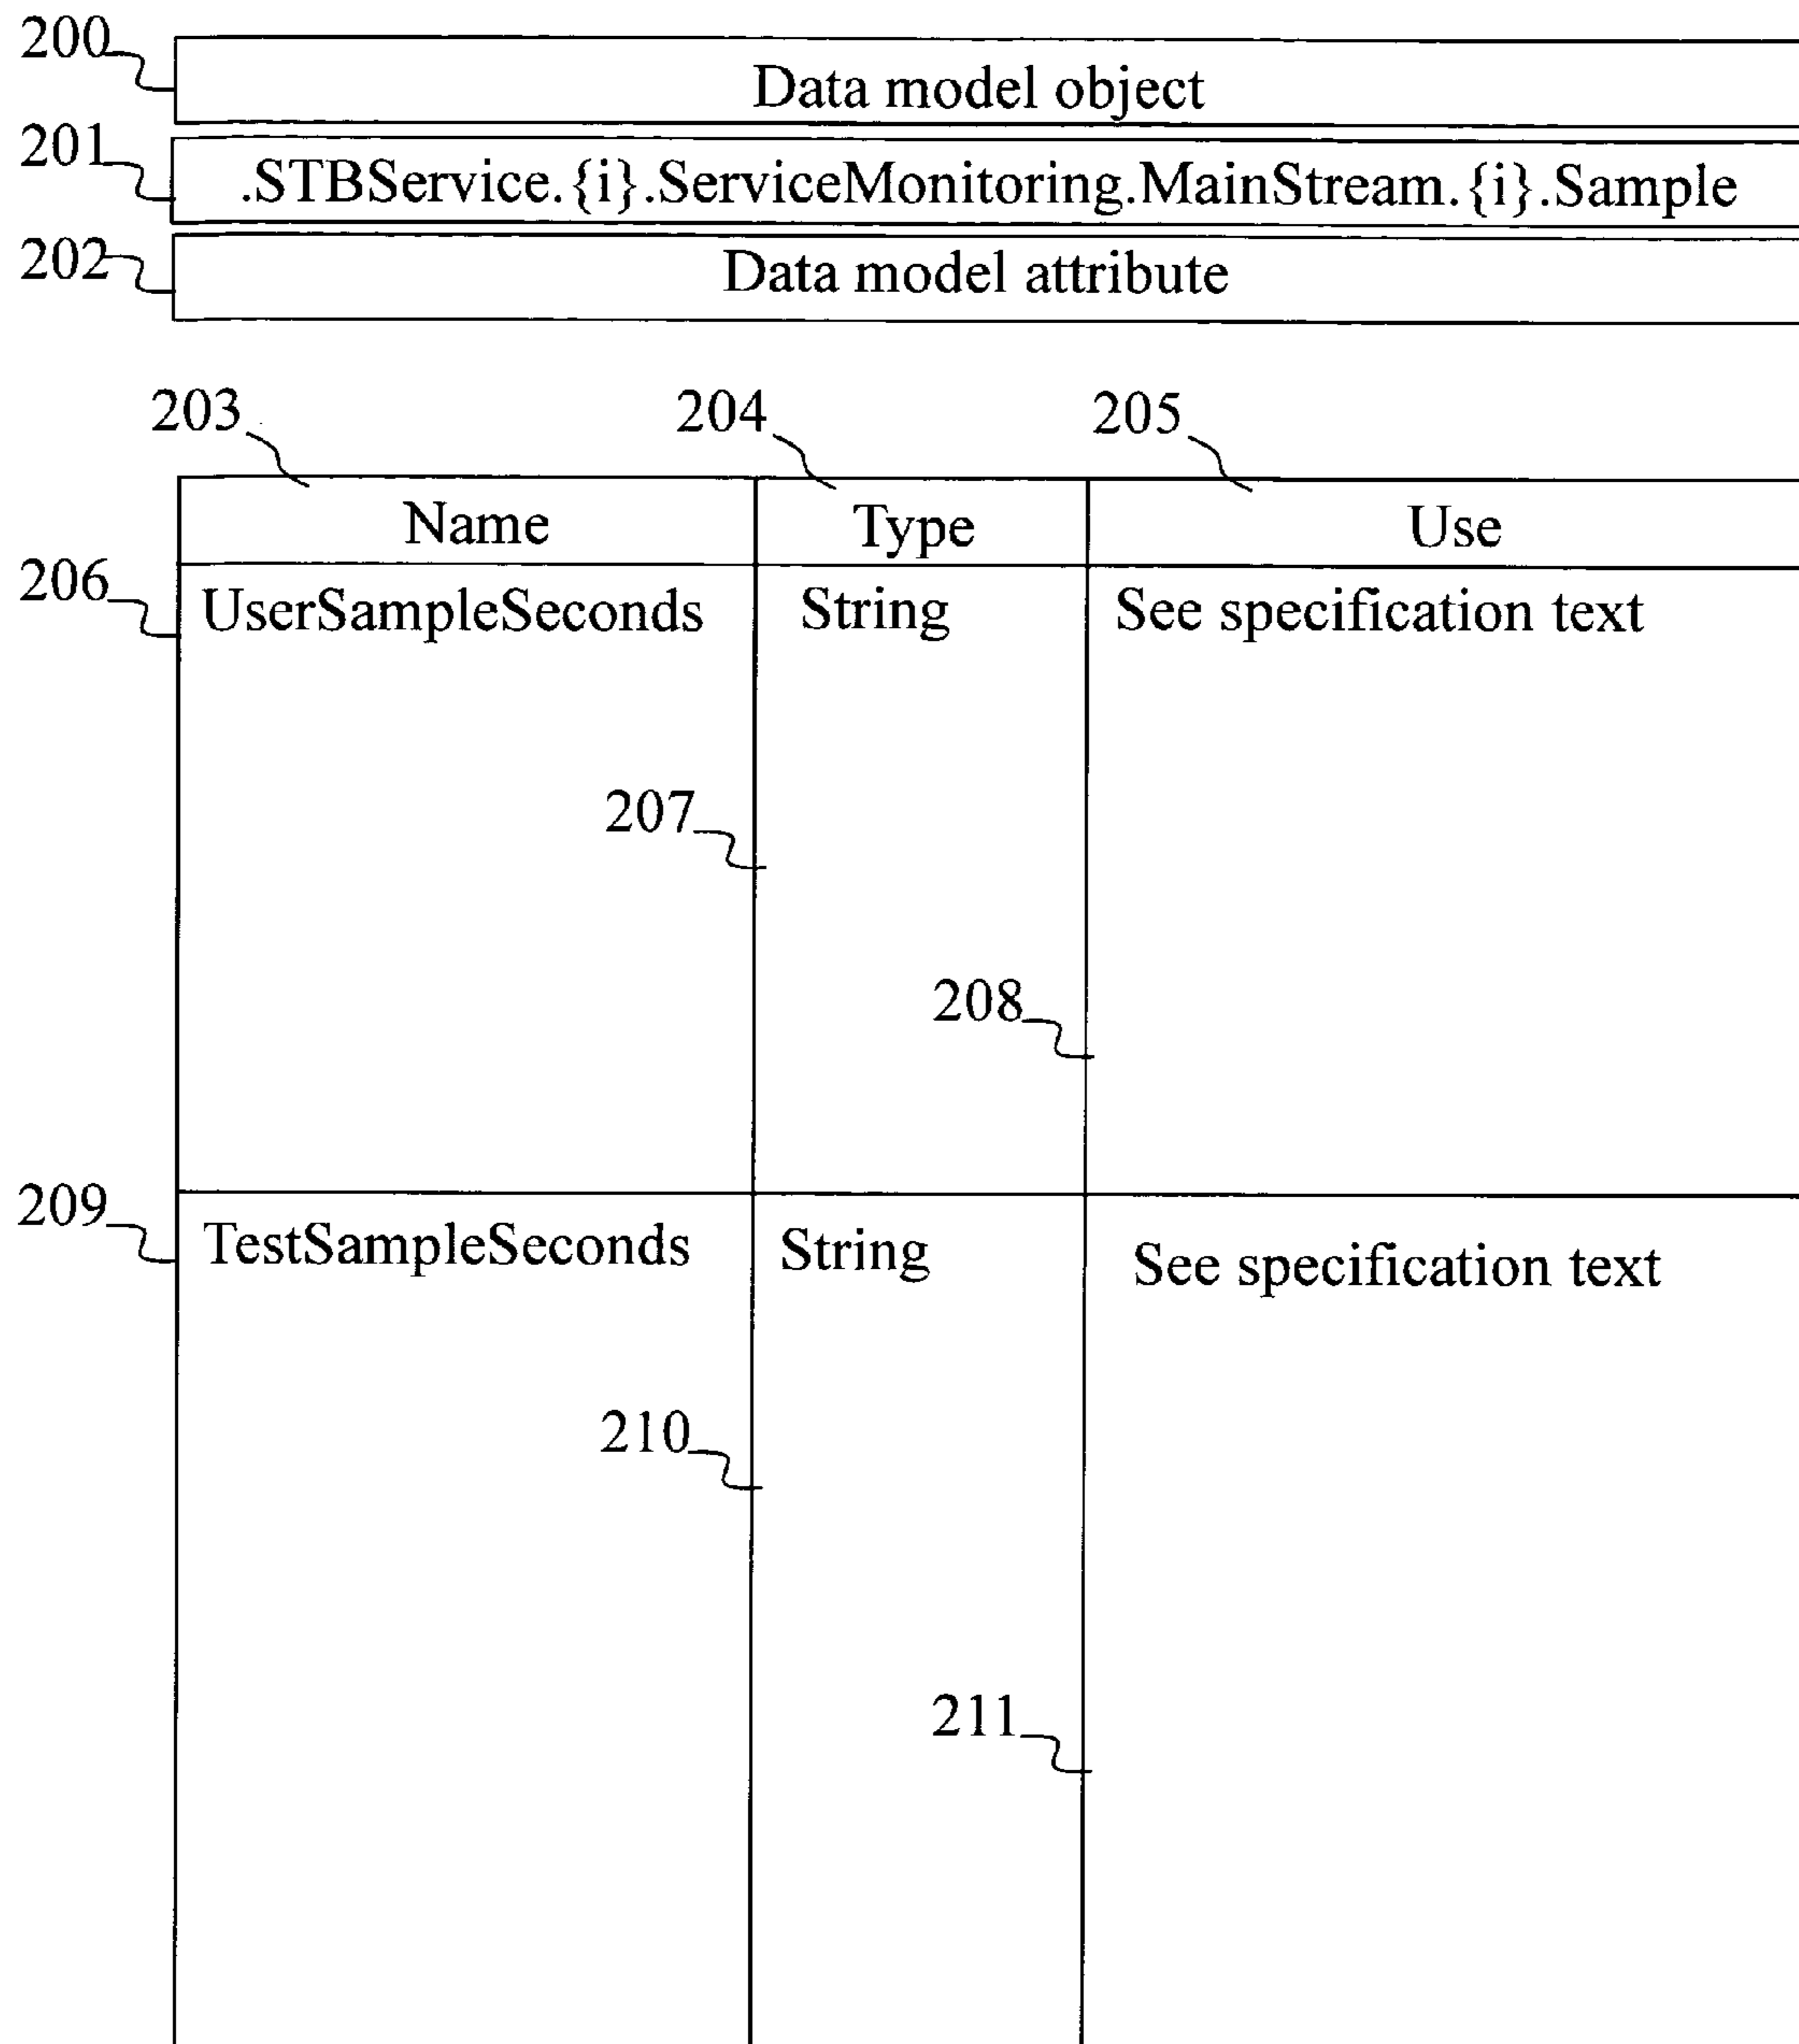 200
Data model object
201
.STBService.{i}.ServiceMonitoring.MainStream.{i}.Sample
202
Data model attribute
203 204 205
Name Type Use
206
UserSampleSeconds String See specification text
207
208
209
TestSampleSeconds String See specification text
210
211